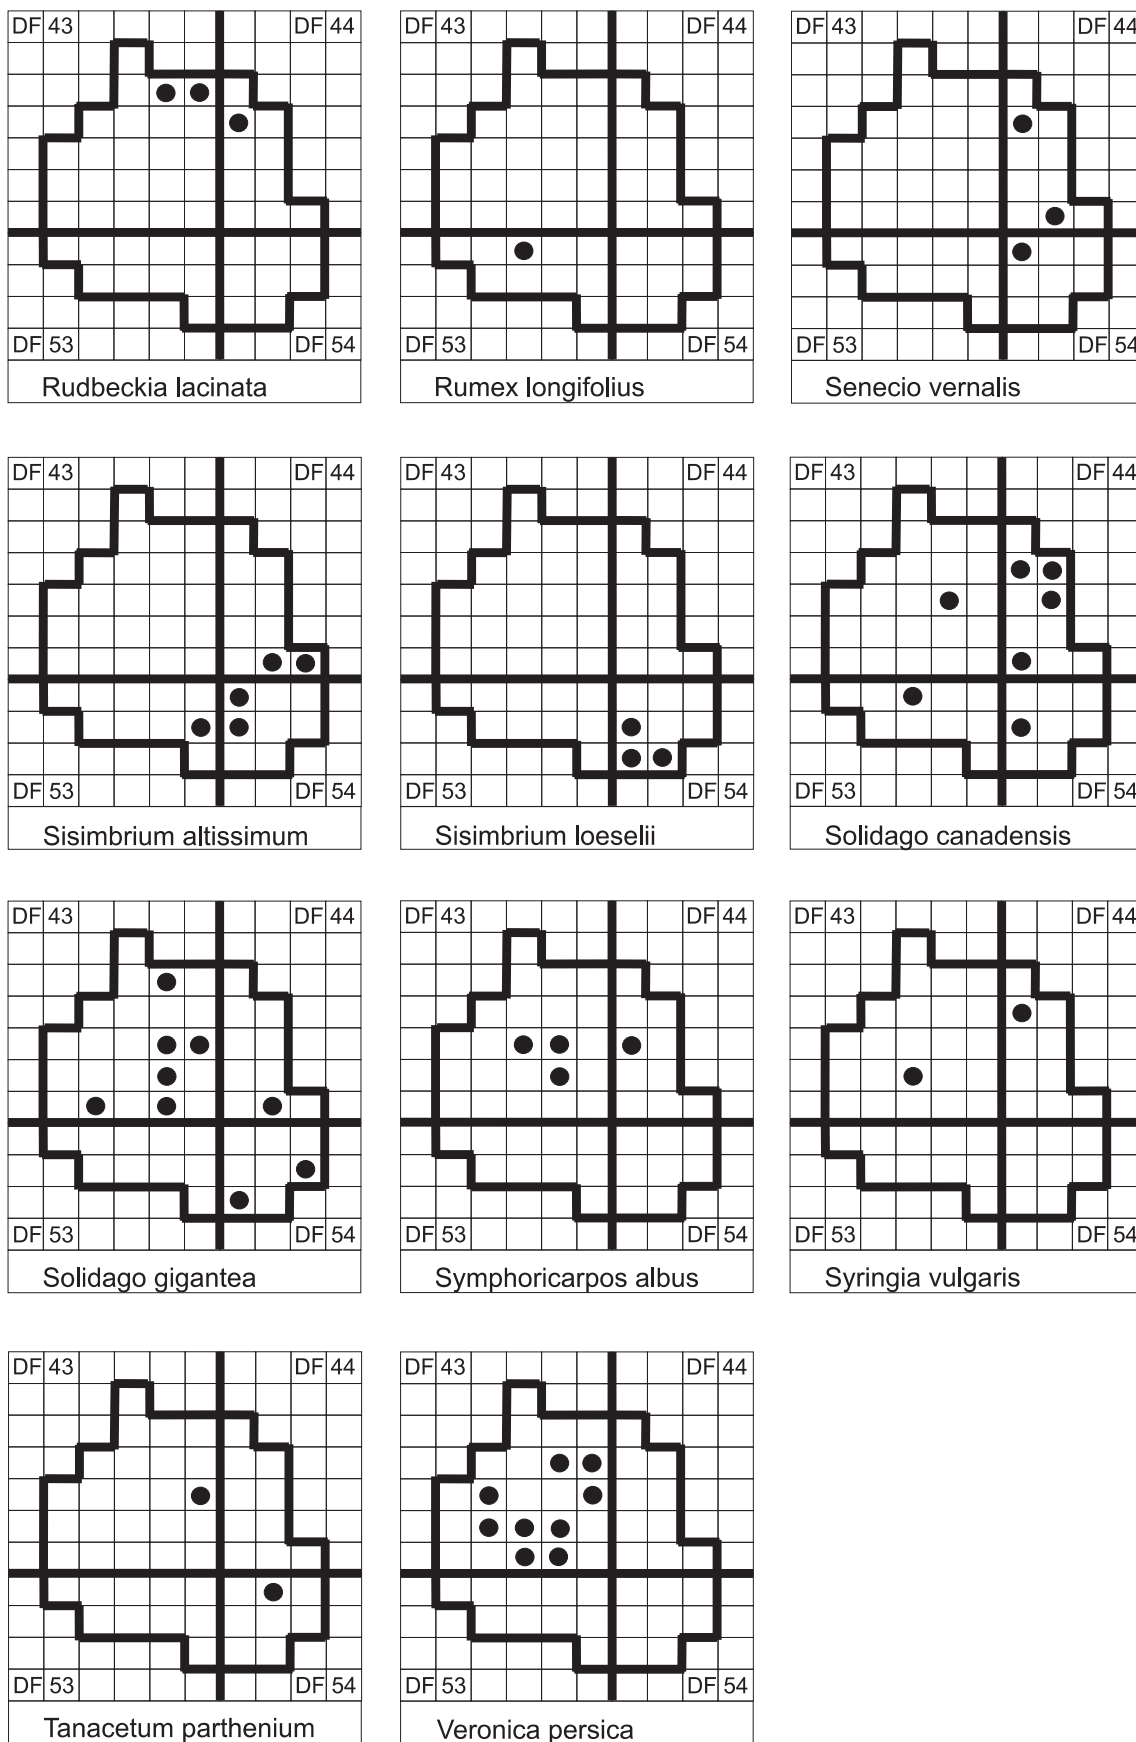 DF 43 DF 44 DF 43 DF 44 DF 43 DF 44
DF 53 DF 54 DF 53 DF 54 DF 53 DF 54
Rudbeckia lacinata Rumex longifolius Senecio vernalis
DF 43 DF 44 DF 43 DF 44 DF 43 DF 44
DF 53 DF 54 DF 53 DF 54 DF 53 DF 54
Sisimbrium altissimum Sisimbrium loeselii Solidago canadensis
DF 43 DF 44 DF 43 DF 44 DF 43 DF 44
DF 53 DF 54 DF 53 DF 54 DF 53 DF 54
Solidago gigantea Symphoricarpos albus Syringia vulgaris
DF 43 DF 44 DF 43 DF 44
DF 53 DF 54 DF 53 DF 54
Tanacetum parthenium Veronica persica